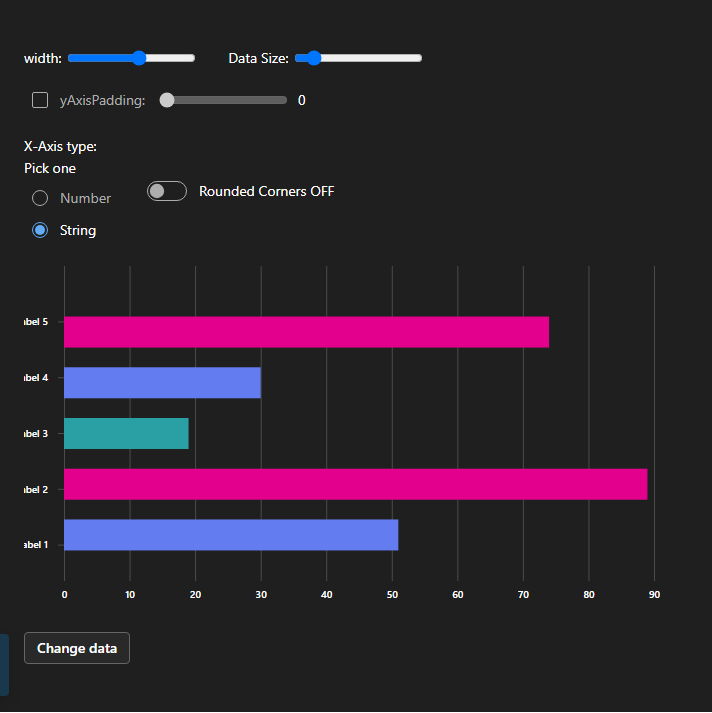 width: Data Size:
yAxisPadding: 0
X-Axis type:
Pick one
Number
Rounded Corners OFF
String
abel 5
abel 4
abel 3
abel 2
abel 1
0 10 20 30 40 50 60 70 80 90
Change data